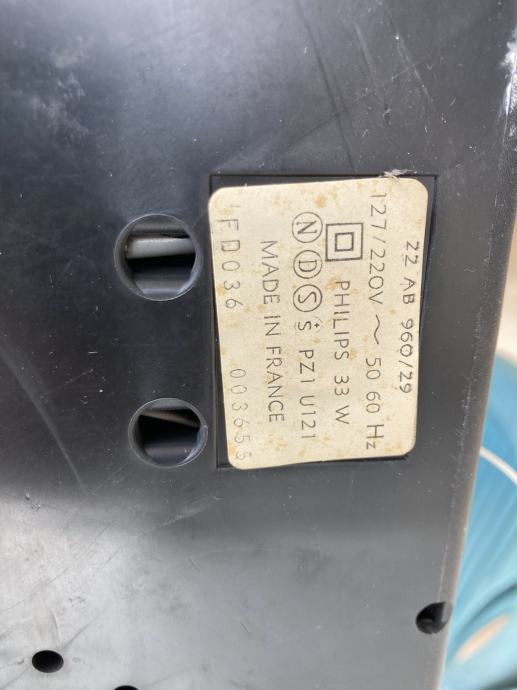 22 AB 960/29
127/220V ~ 50 60 Hz
PHILIPS 33 W
N D S S PZ1 U121
MADE IN FRANCE
FD036 003655